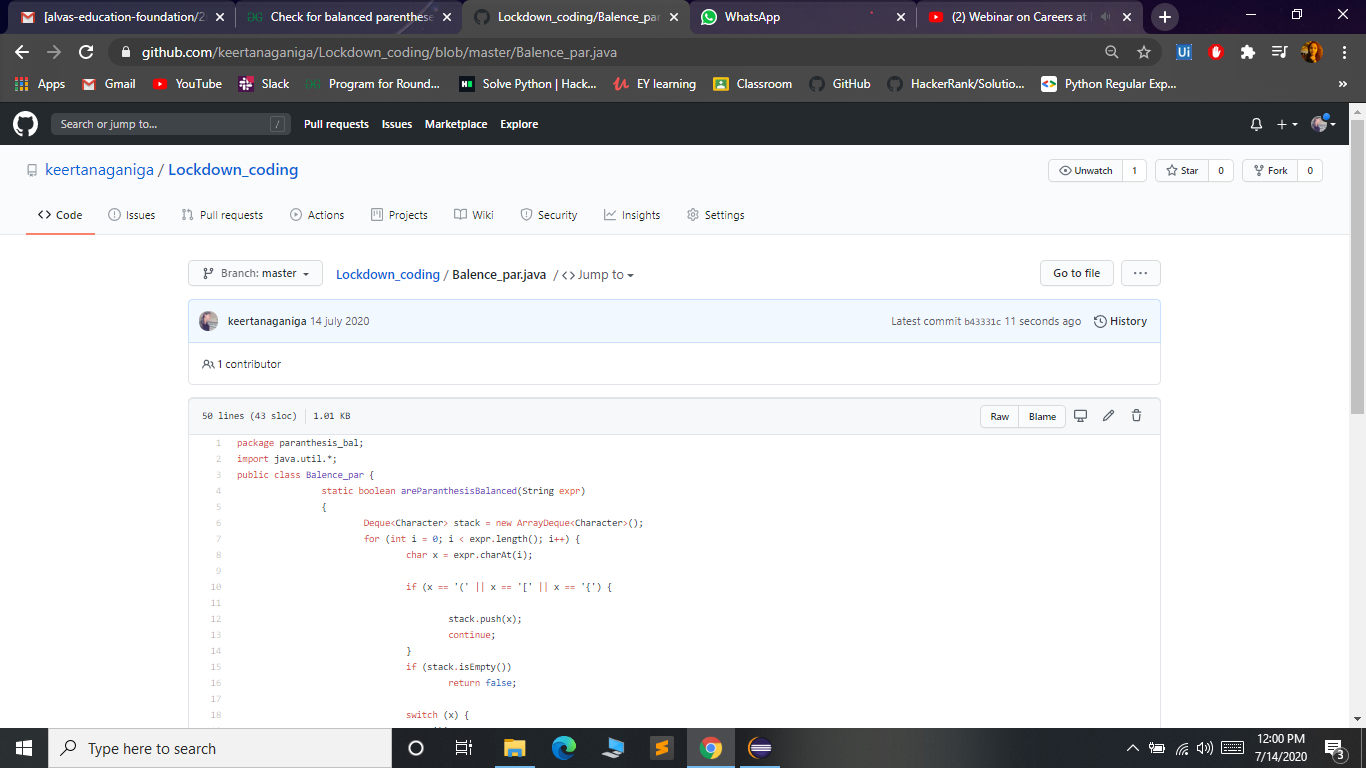 [alvas-education-foundation/2
Check for balanced parenthese
Lockdown_coding/Balence_par
WhatsApp
(2) Webinar on Careers at
github.com/keertanaganiga/Lockdown_coding/blob/master/Balence_par.java
Apps
Gmail
YouTube
Slack
Program for Round...
Solve Python | Hack...
EY learning
Classroom
GitHub
HackerRank/Solutio...
Python Regular Exp...
»
Search or jump to...
/
Pull requests
Issues
Marketplace
Explore
keertanaganiga / Lockdown_coding
Unwatch 1
Star 0
Fork 0
Code
Issues
Pull requests
Actions
Projects
Wiki
Security
Insights
Settings
Branch: master
Lockdown_coding / Balence_par.java / <> Jump to
Go to file
...
keertanaganiga 14 july 2020
Latest commit b43331c 11 seconds ago
History
1 contributor
50 lines (43 sloc) 1.01 KB
Raw
Blame
1 package paranthesis_bal;
2 import java.util.*;
3 public class Balence_par {
4 static boolean areParanthesisBalanced(String expr)
5 {
6 Deque<Character> stack = new ArrayDeque<Character>();
7 for (int i = 0; i < expr.length(); i++) {
8 char x = expr.charAt(i);
9
10 if (x == '(' || x == '[' || x == '{') {
11
12 stack.push(x);
13 continue;
14 }
15 if (stack.isEmpty())
16 return false;
17
18 switch (x) {
Type here to search
12:00 PM
7/14/2020
3